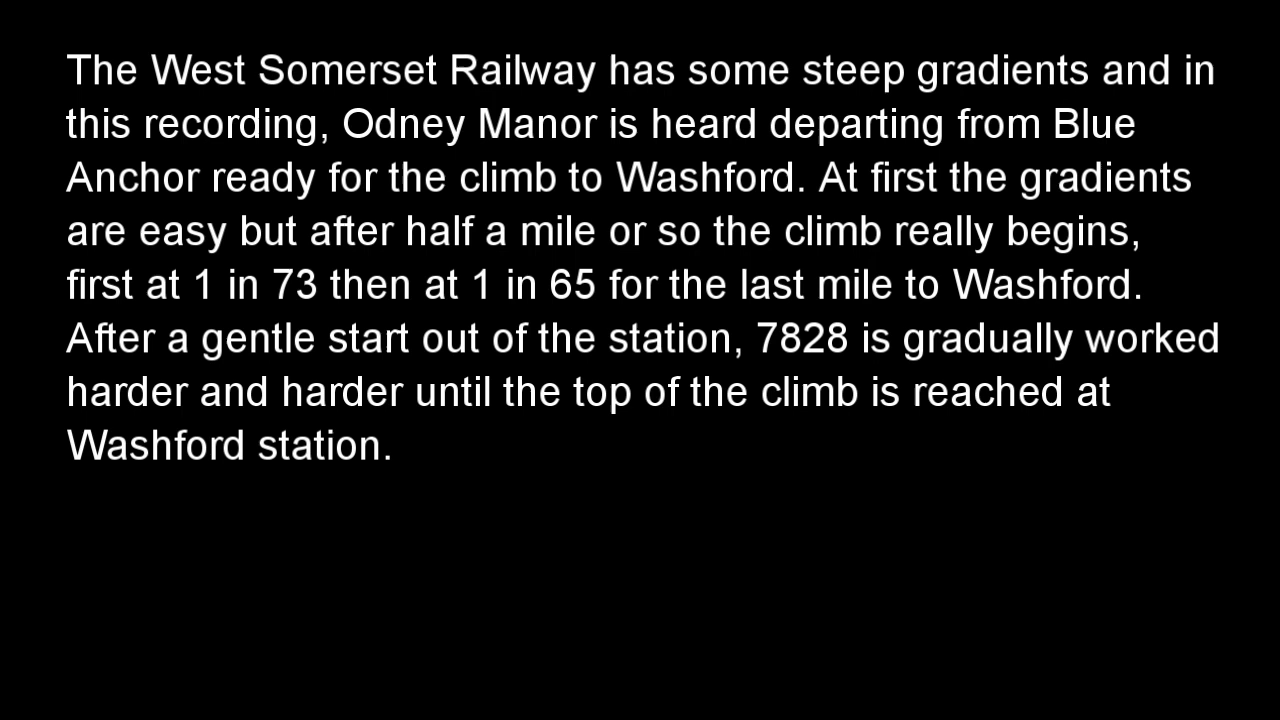 The West Somerset Railway has some steep gradients and in
this recording, Odney Manor is heard departing from Blue
Anchor ready for the climb to Washford. At first the gradients
are easy but after half a mile or so the climb really begins,
first at 1 in 73 then at 1 in 65 for the last mile to Washford.
After a gentle start out of the station, 7828 is gradually worked
harder and harder until the top of the climb is reached at
Washford station.